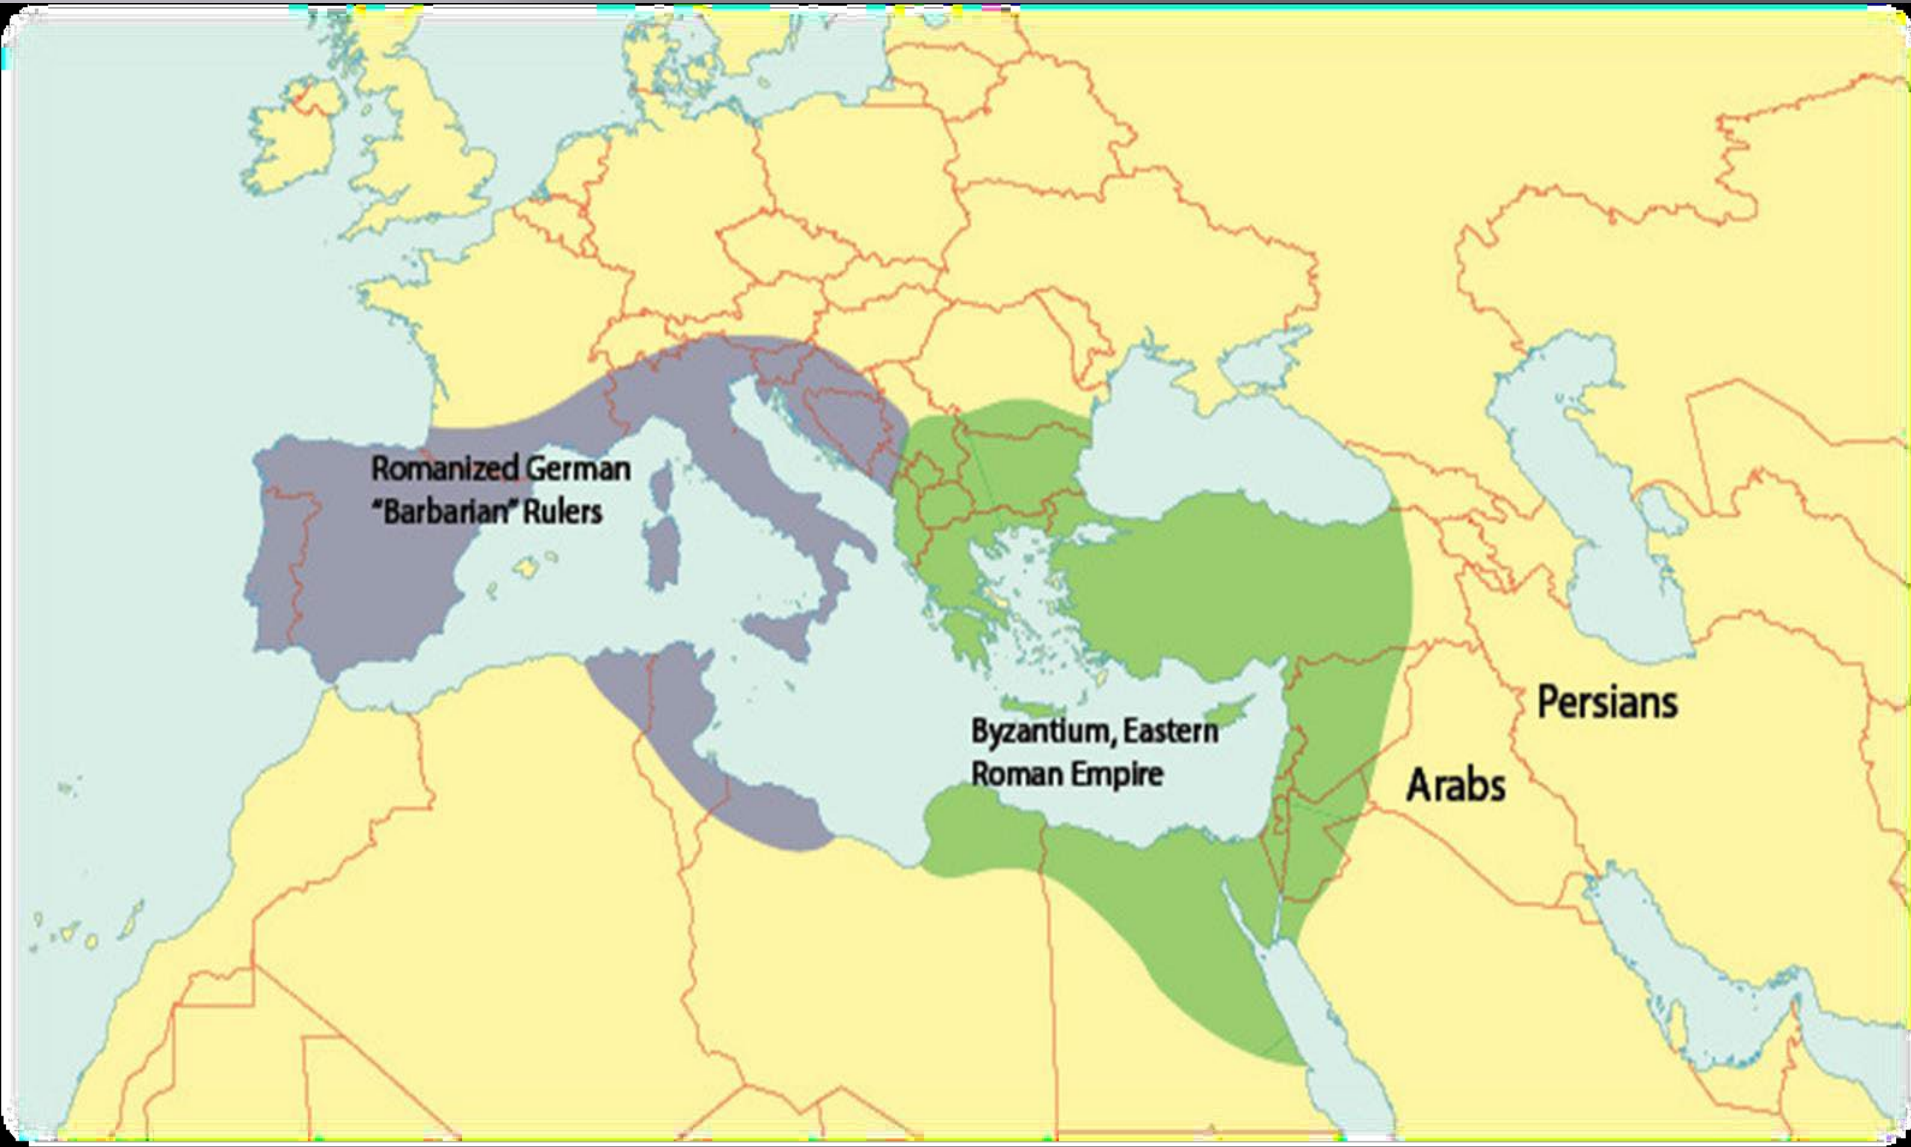 Romanized German
“Barbarian” Rulers
Byzantium, Eastern
Roman Empire
Persians
Arabs